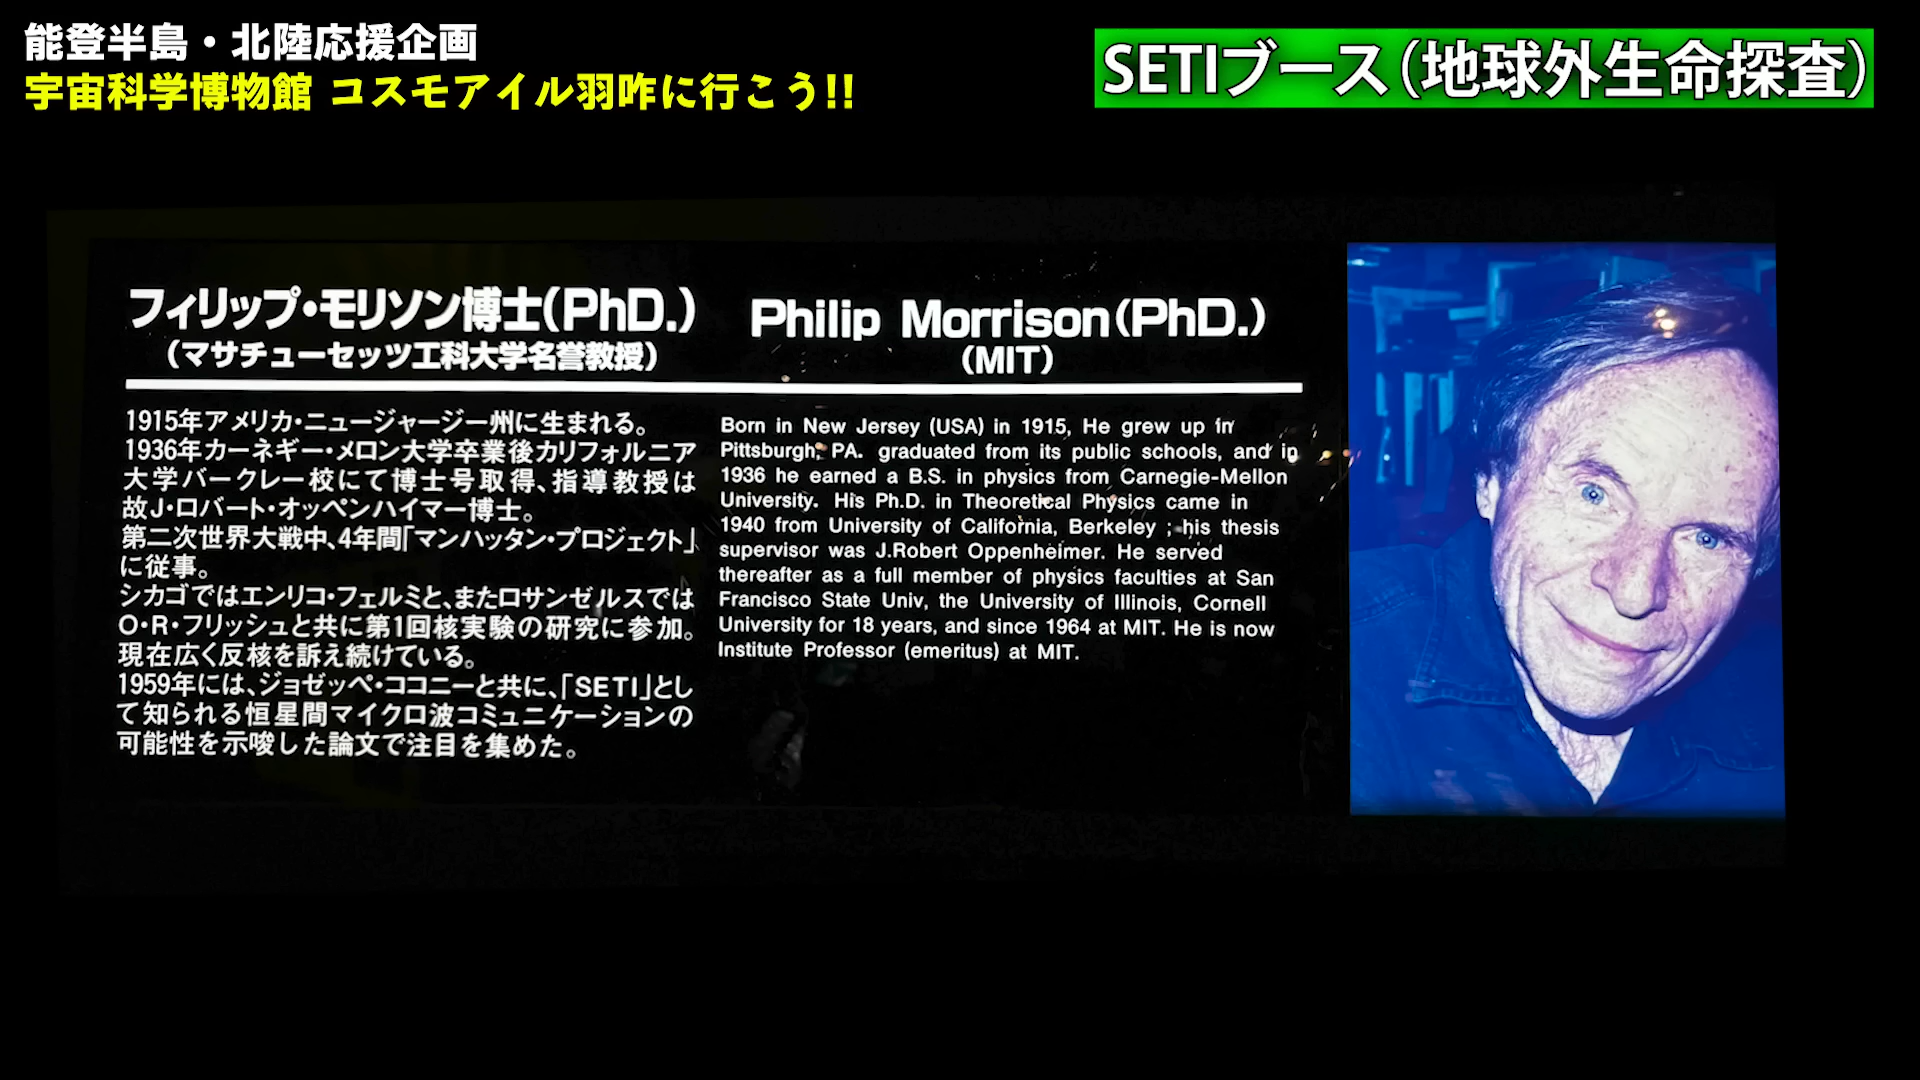 能登半島・北陸応援企画
宇宙科学博物館 コスモアイル羽咋に行こう!!
SETIブース(地球外生命探査)
フィリップ・モリソン博士(PhD.)
(マサチューセッツ工科大学名誉教授)
1915年アメリカ・ニュージャージー州に生まれる。
1936年カーネギー・メロン大学卒業後カリフォルニア
大学バークレー校にて博士号取得、指導教授は
故J・ロバート・オッペンハイマー博士。
第二次世界大戦中、4年間「マンハッタン・プロジェクト」
に従事。
シカゴではエンリコ・フェルミと、またロサンゼルスでは
O・R・フリッシュと共に第1回核実験の研究に参加。
現在広く反核を訴え続けている。
1959年には、ジョゼッペ・ココニーと共に、「SETI」とし
て知られる恒星間マイクロ波コミュニケーションの
可能性を示唆した論文で注目を集めた。
Philip Morrison(PhD.)
(MIT)
Born in New Jersey (USA) in 1915, He grew up in
Pittsburgh, PA. graduated from its public schools, and in
1936 he earned a B.S. in physics from Carnegie-Mellon
University. His Ph.D. in Theoretical Physics came in
1940 from University of California, Berkeley ; his thesis
supervisor was J.Robert Oppenheimer. He served
thereafter as a full member of physics faculties at San
Francisco State Univ, the University of Illinois, Cornell
University for 18 years, and since 1964 at MIT. He is now
Institute Professor (emeritus) at MIT.